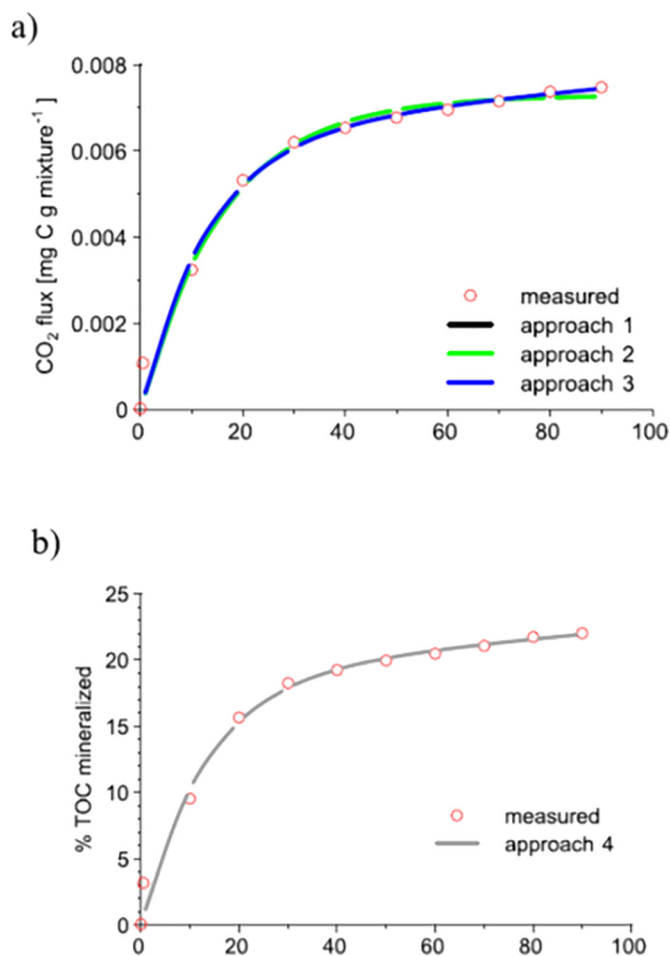 a)
0.008
0.006
0.004
0.002
0
CO₂ flux [mg C g mixture⁻¹]
measured
approach 1
approach 2
approach 3
0 20 40 60 80 100
b)
25
20
15
10
5
0
% TOC mineralized
measured
approach 4
0 20 40 60 80 100